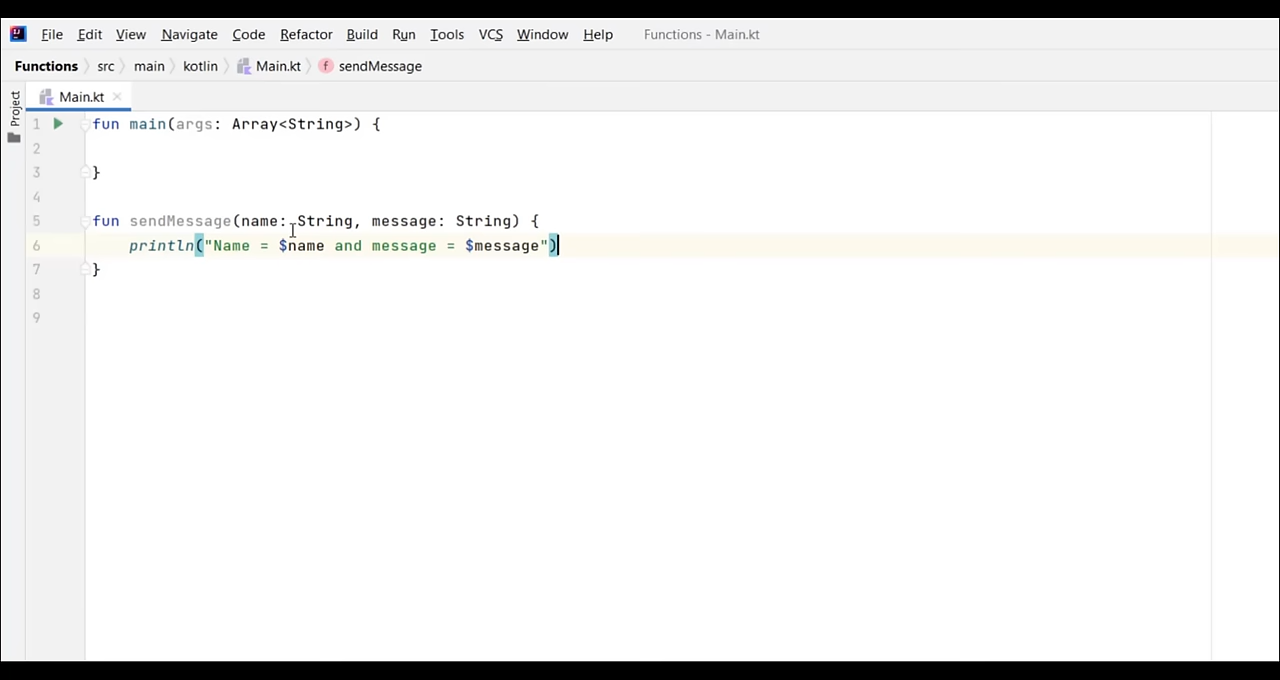 File Edit View Navigate Code Refactor Build Run Tools VCS Window Help Functions - Main.kt
Functions src main kotlin Main.kt f sendMessage
Project
Main.kt
1 fun main(args: Array<String>) {
2
3 }
4
5 fun sendMessage(name: String, message: String) {
6 println("Name = $name and message = $message")
7 }
8
9